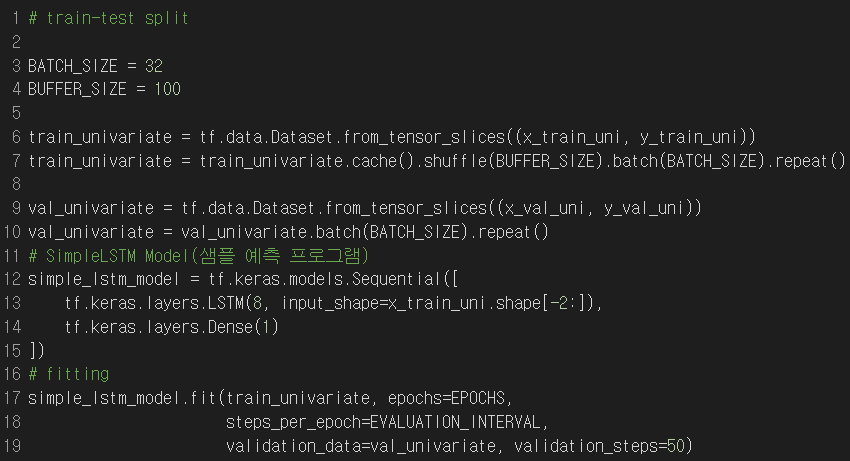 1 # train-test split
2
3 BATCH_SIZE = 32
4 BUFFER_SIZE = 100
5
6 train_univariate = tf.data.Dataset.from_tensor_slices((x_train_uni, y_train_uni))
7 train_univariate = train_univariate.cache().shuffle(BUFFER_SIZE).batch(BATCH_SIZE).repeat()
8
9 val_univariate = tf.data.Dataset.from_tensor_slices((x_val_uni, y_val_uni))
10 val_univariate = val_univariate.batch(BATCH_SIZE).repeat()
11 # SimpleLSTM Model(샘플 예측 프로그램)
12 simple_lstm_model = tf.keras.models.Sequential([
13     tf.keras.layers.LSTM(8, input_shape=x_train_uni.shape[-2:]),
14     tf.keras.layers.Dense(1)
15 ])
16 # fitting
17 simple_lstm_model.fit(train_univariate, epochs=EPOCHS,
18                       steps_per_epoch=EVALUATION_INTERVAL,
19                       validation_data=val_univariate, validation_steps=50)